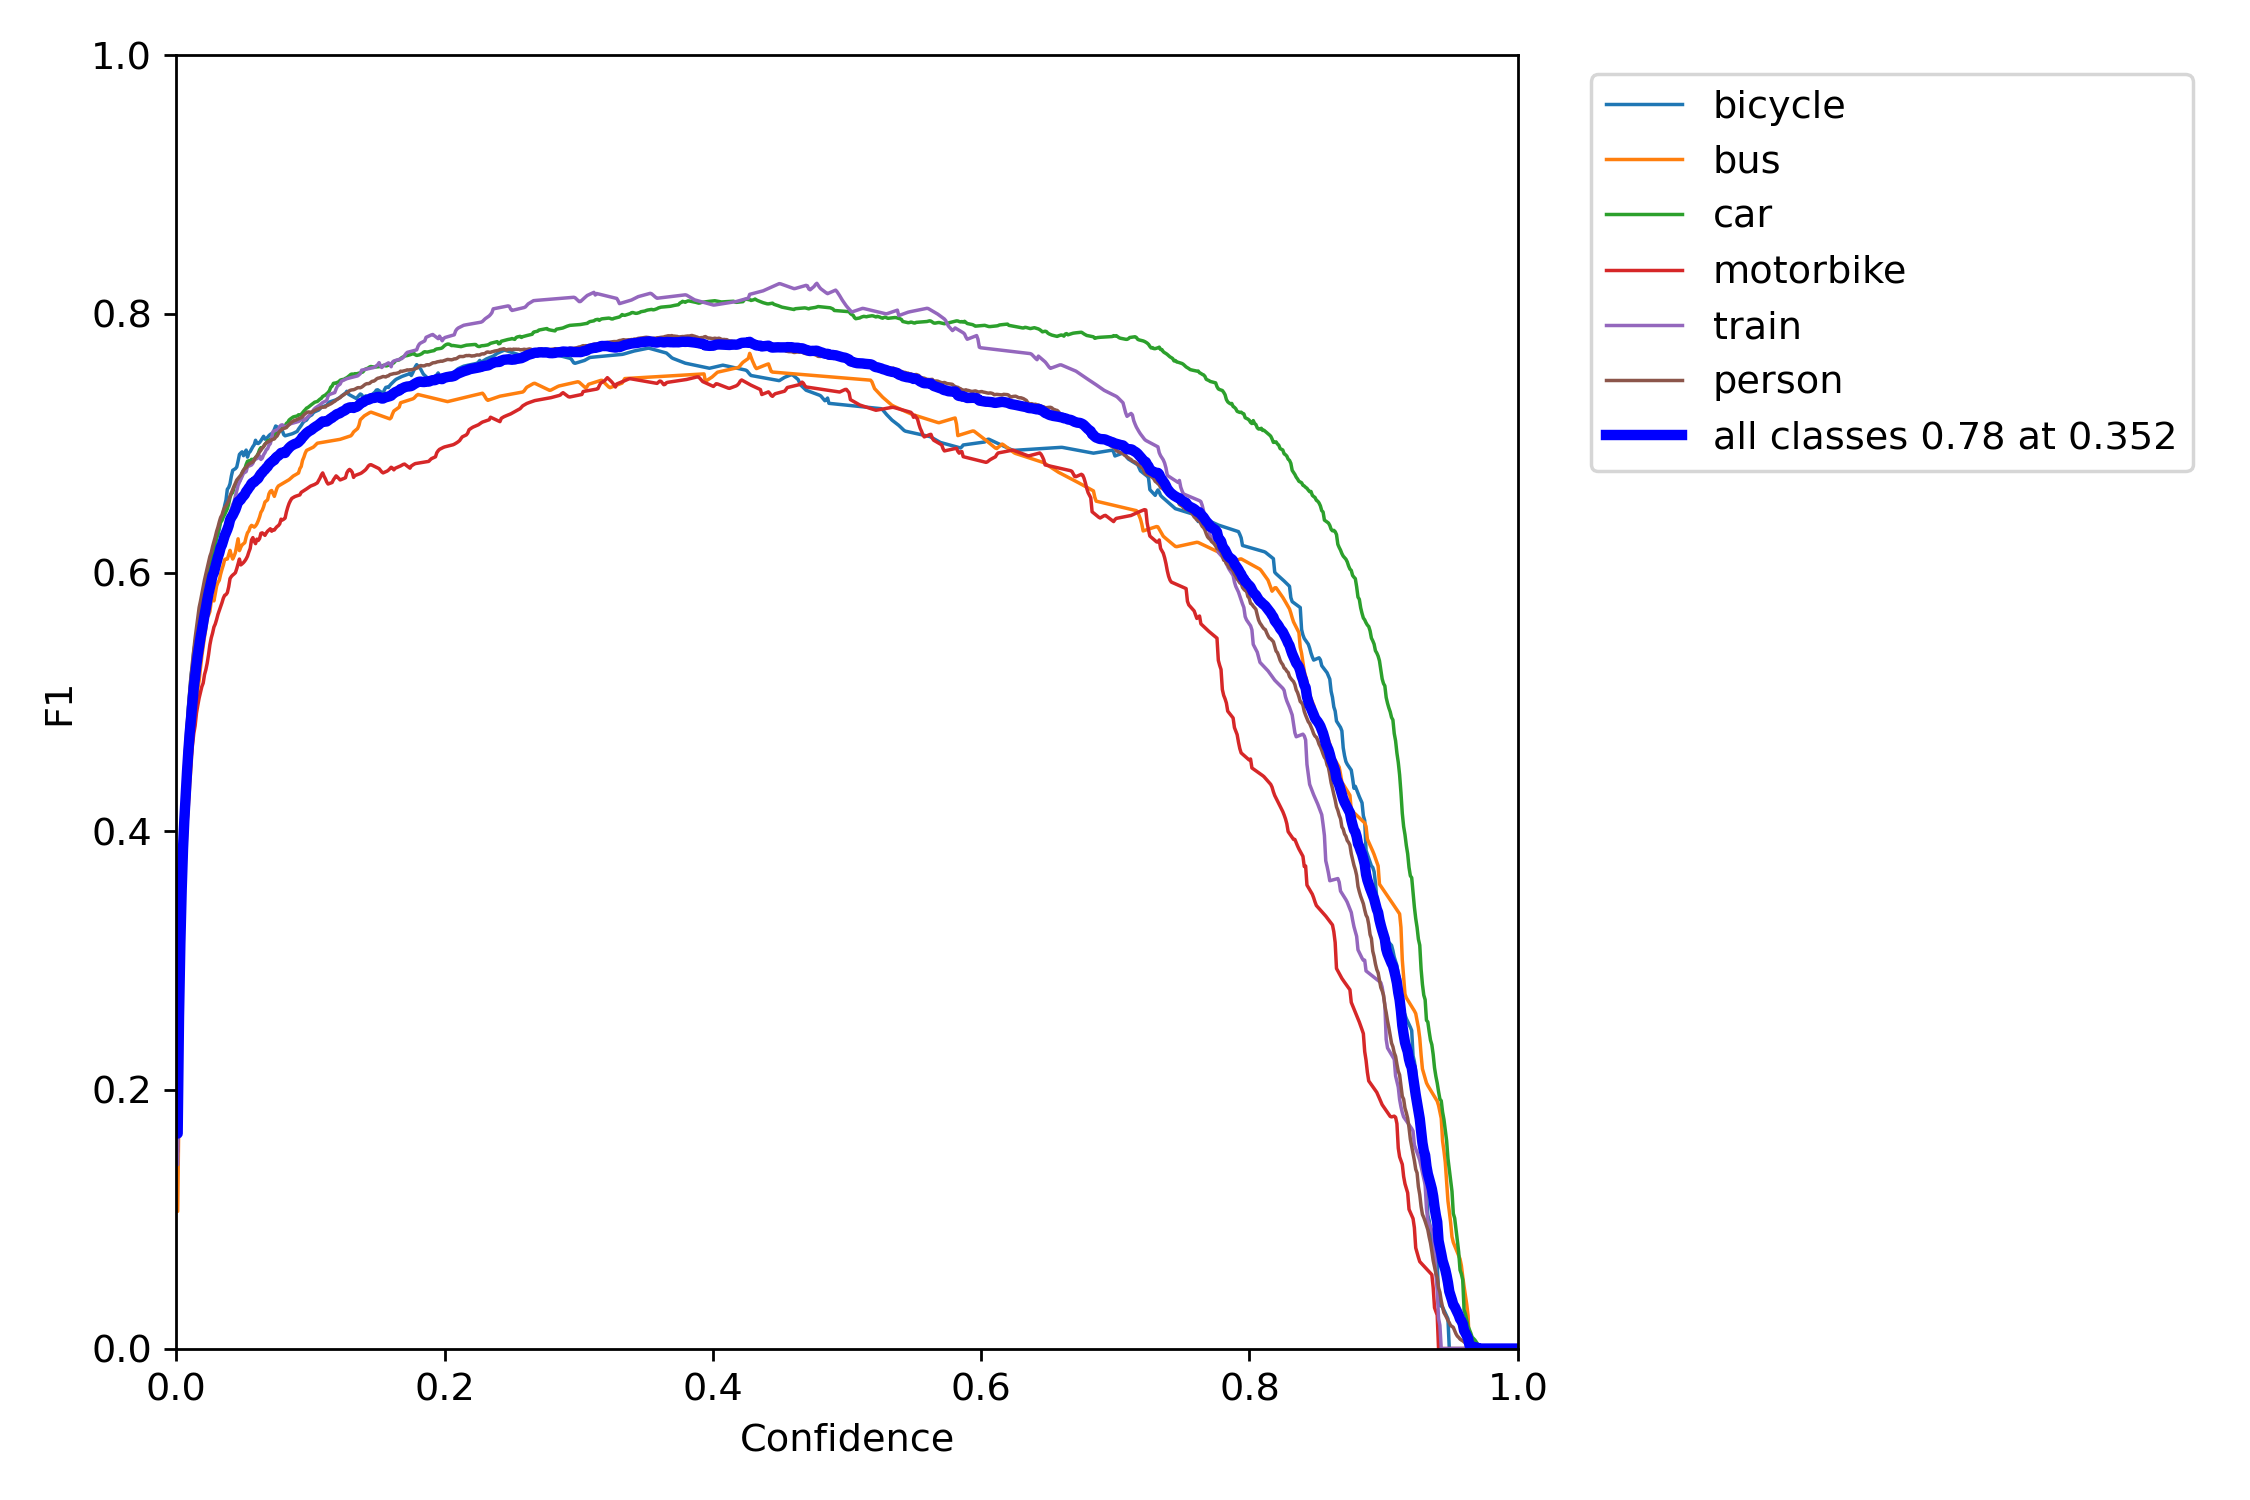 1.0
0.8
0.6
0.4
0.2
0.0
F1
0.0 0.2 0.4 0.6 0.8 1.0
Confidence
bicycle
bus
car
motorbike
train
person
all classes 0.78 at 0.352